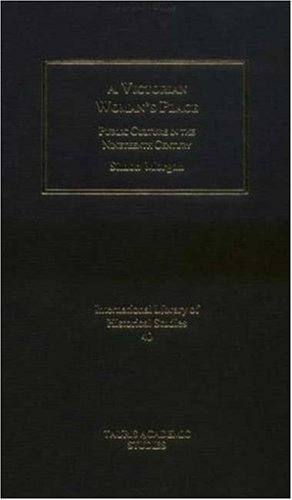 A VICTORIAN
WOMAN'S PLACE
PUBLIC CULTURE IN THE
NINETEENTH CENTURY
Simon Morgan
International Library of
Historical Studies
40
TAURIS ACADEMIC
STUDIES